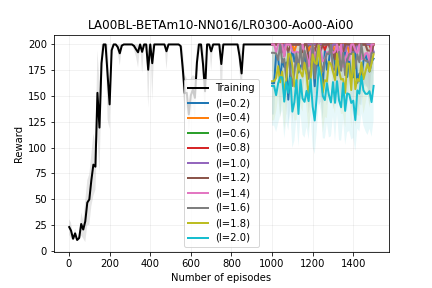 LA00BL-BETAm10-NN016/LR0300-Ao00-Ai00
200
175
150
125
100
75
50
25
0
Reward
Training
(l=0.2)
(l=0.4)
(l=0.6)
(l=0.8)
(l=1.0)
(l=1.2)
(l=1.4)
(l=1.6)
(l=1.8)
(l=2.0)
0 200 400 600 800 1000 1200 1400
Number of episodes